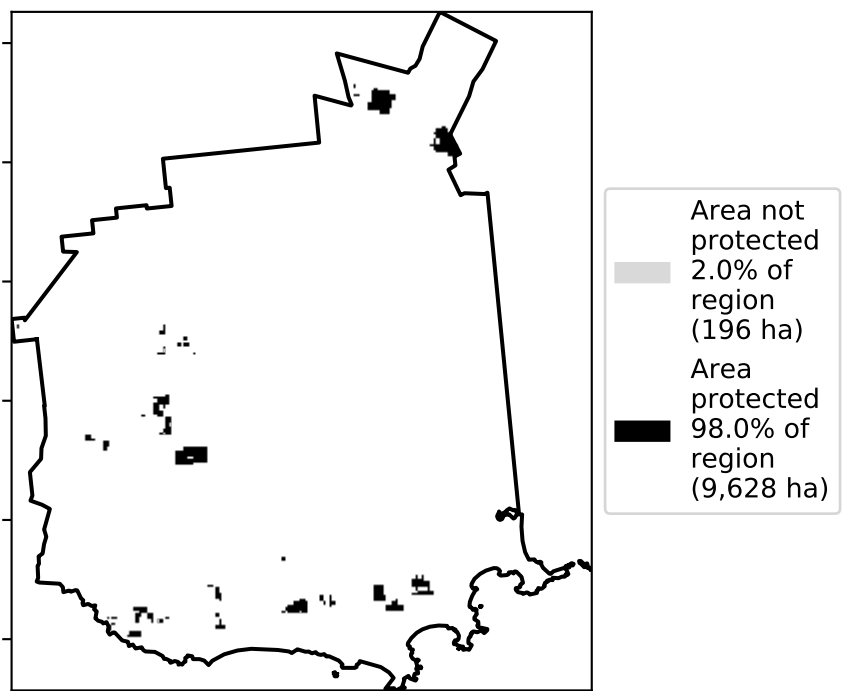 Area not
protected
2.0% of
region
(196 ha)
Area
protected
98.0% of
region
(9,628 ha)